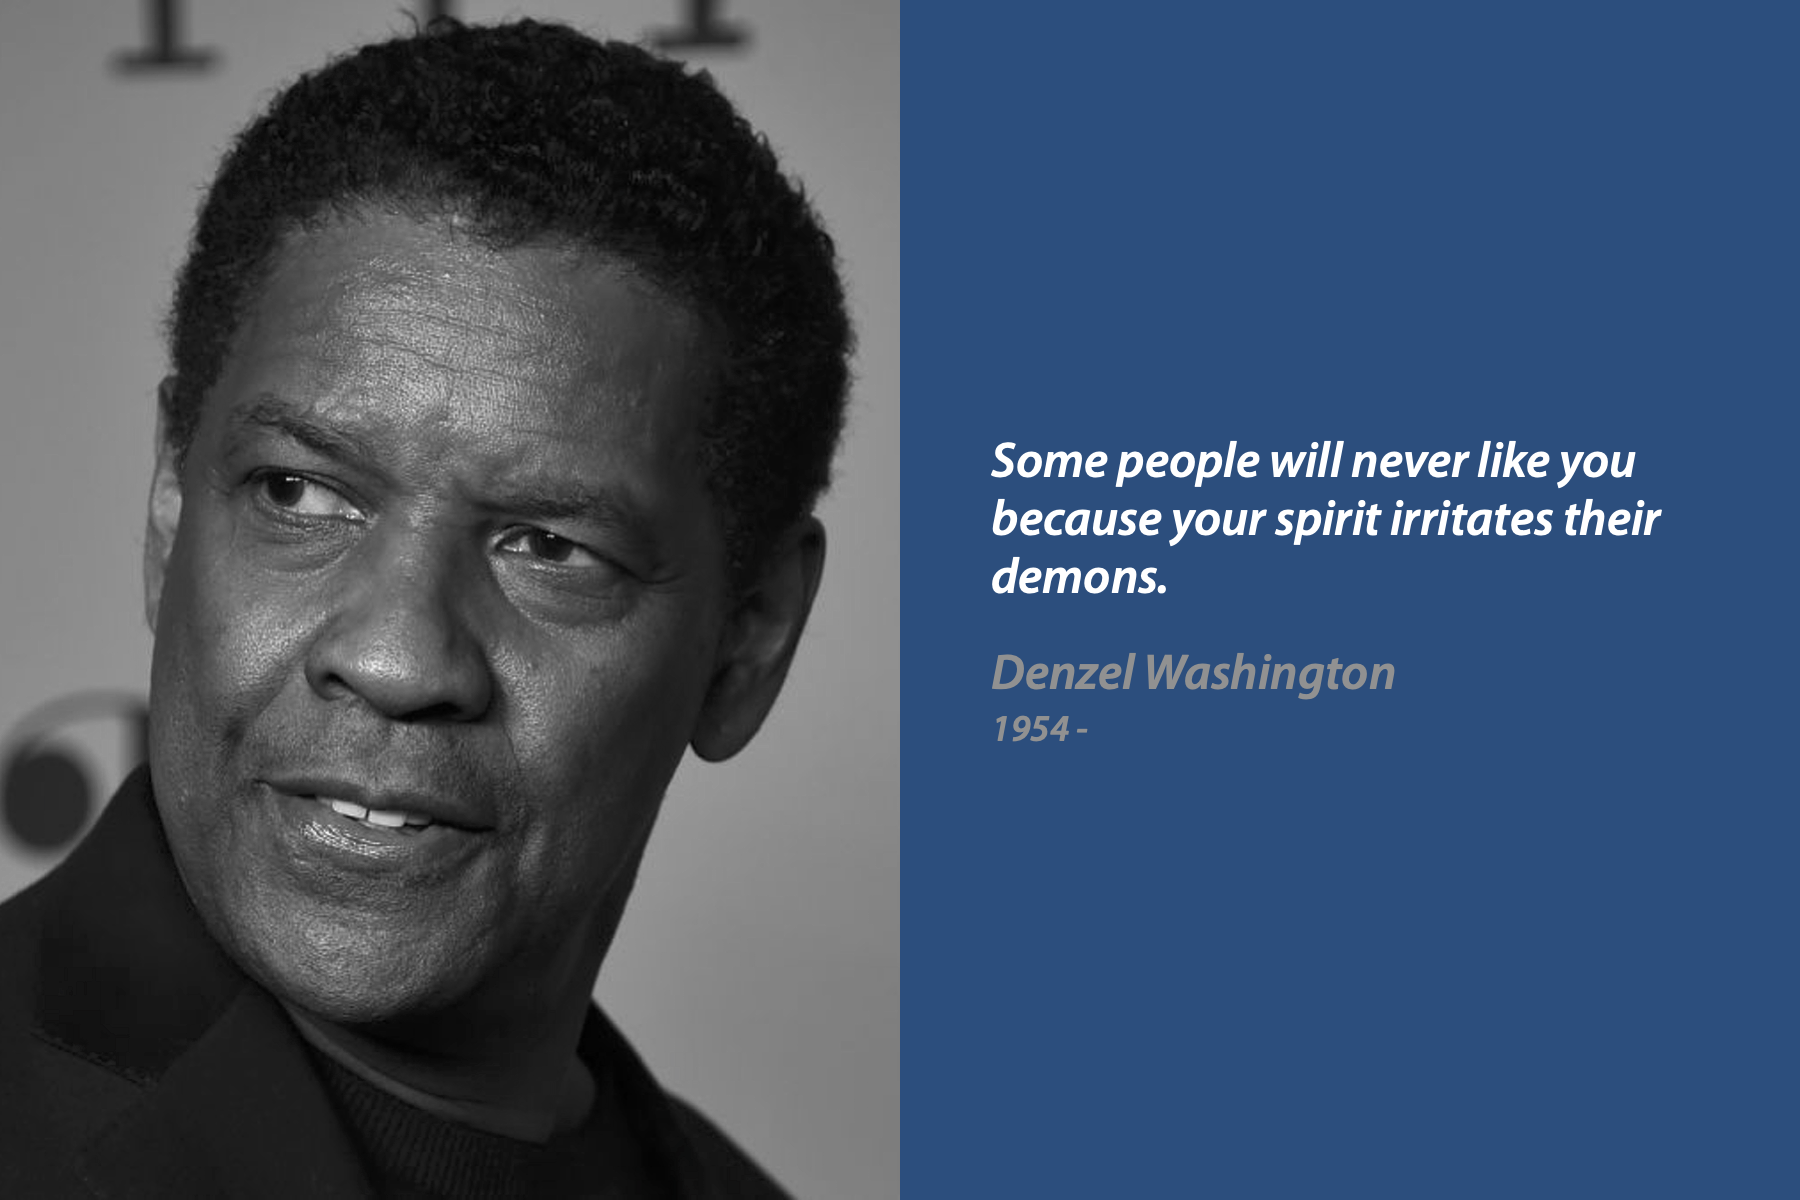 Some people will never like you
because your spirit irritates their
demons.
Denzel Washington
1954 -